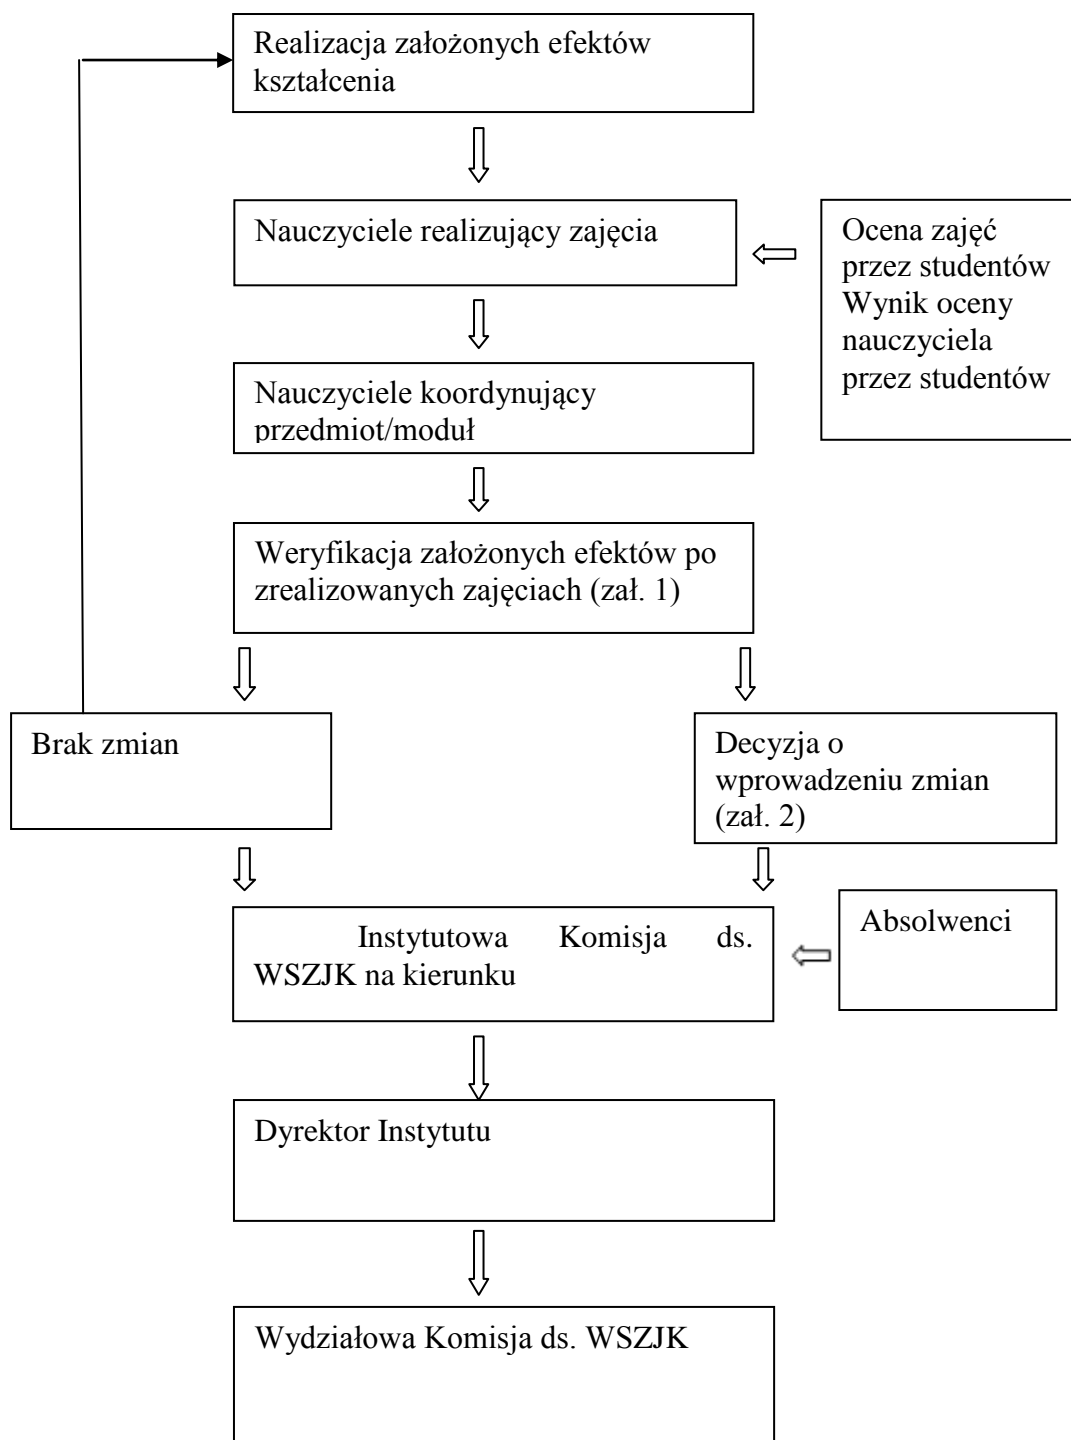 Realizacja założonych efektów
kształcenia
Nauczyciele realizujący zajęcia
Ocena zajęć
przez studentów
Wynik oceny
nauczyciela
przez studentów
Nauczyciele koordynujący
przedmiot/moduł
Weryfikacja założonych efektów po
zrealizowanych zajęciach (zał. 1)
Brak zmian
Decyzja o
wprowadzeniu zmian
(zał. 2)
Instytutowa Komisja ds.
WSZJK na kierunku
Absolwenci
Dyrektor Instytutu
Wydziałowa Komisja ds. WSZJK